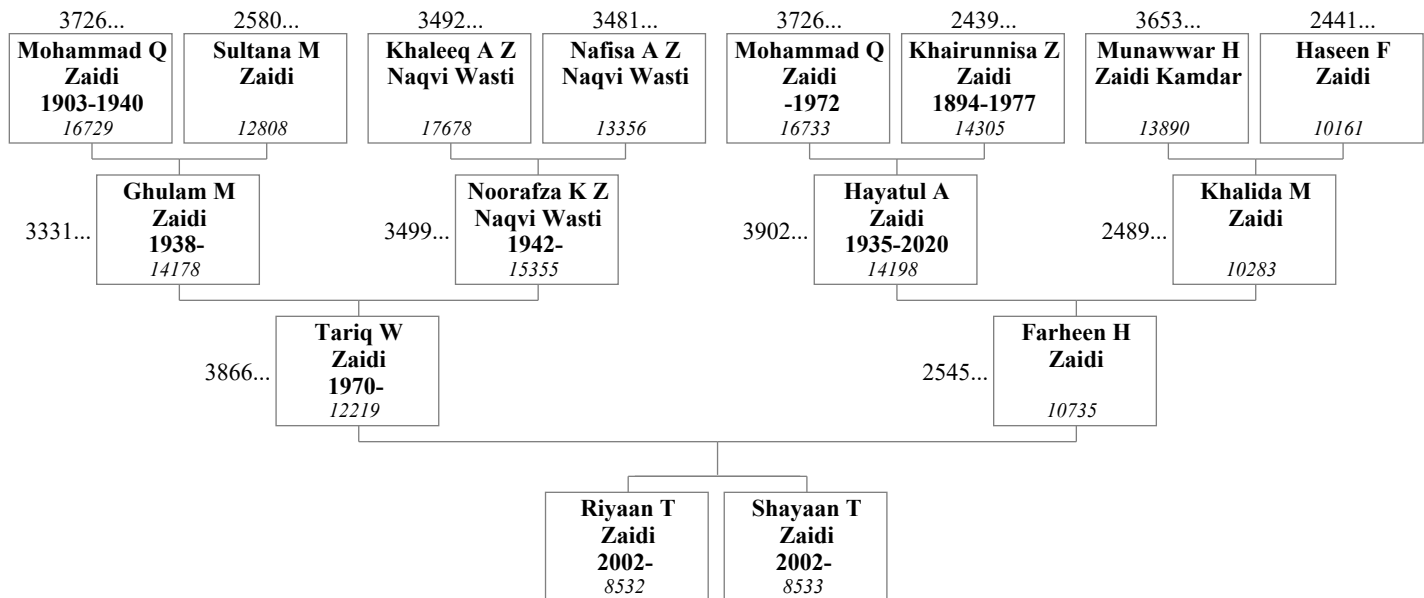 3726... 2580... 3492... 3481... 3726... 2439... 3653... 2441...
Mohammad Q
Zaidi
1903-1940
16729
Sultana M
Zaidi
12808
Khaleeq A Z
Naqvi Wasti
17678
Nafisa A Z
Naqvi Wasti
13356
Mohammad Q
Zaidi
-1972
16733
Khairunnisa Z
Zaidi
1894-1977
14305
Munawwar H
Zaidi Kamdar
13890
Haseen F
Zaidi
10161
3331...
Ghulam M
Zaidi
1938-
14178
3499...
Noorafza K Z
Naqvi Wasti
1942-
15355
3902...
Hayatul A
Zaidi
1935-2020
14198
2489...
Khalida M
Zaidi
10283
3866...
Tariq W
Zaidi
1970-
12219
2545...
Farheen H
Zaidi
10735
Riyaan T
Zaidi
2002-
8532
Shayaan T
Zaidi
2002-
8533